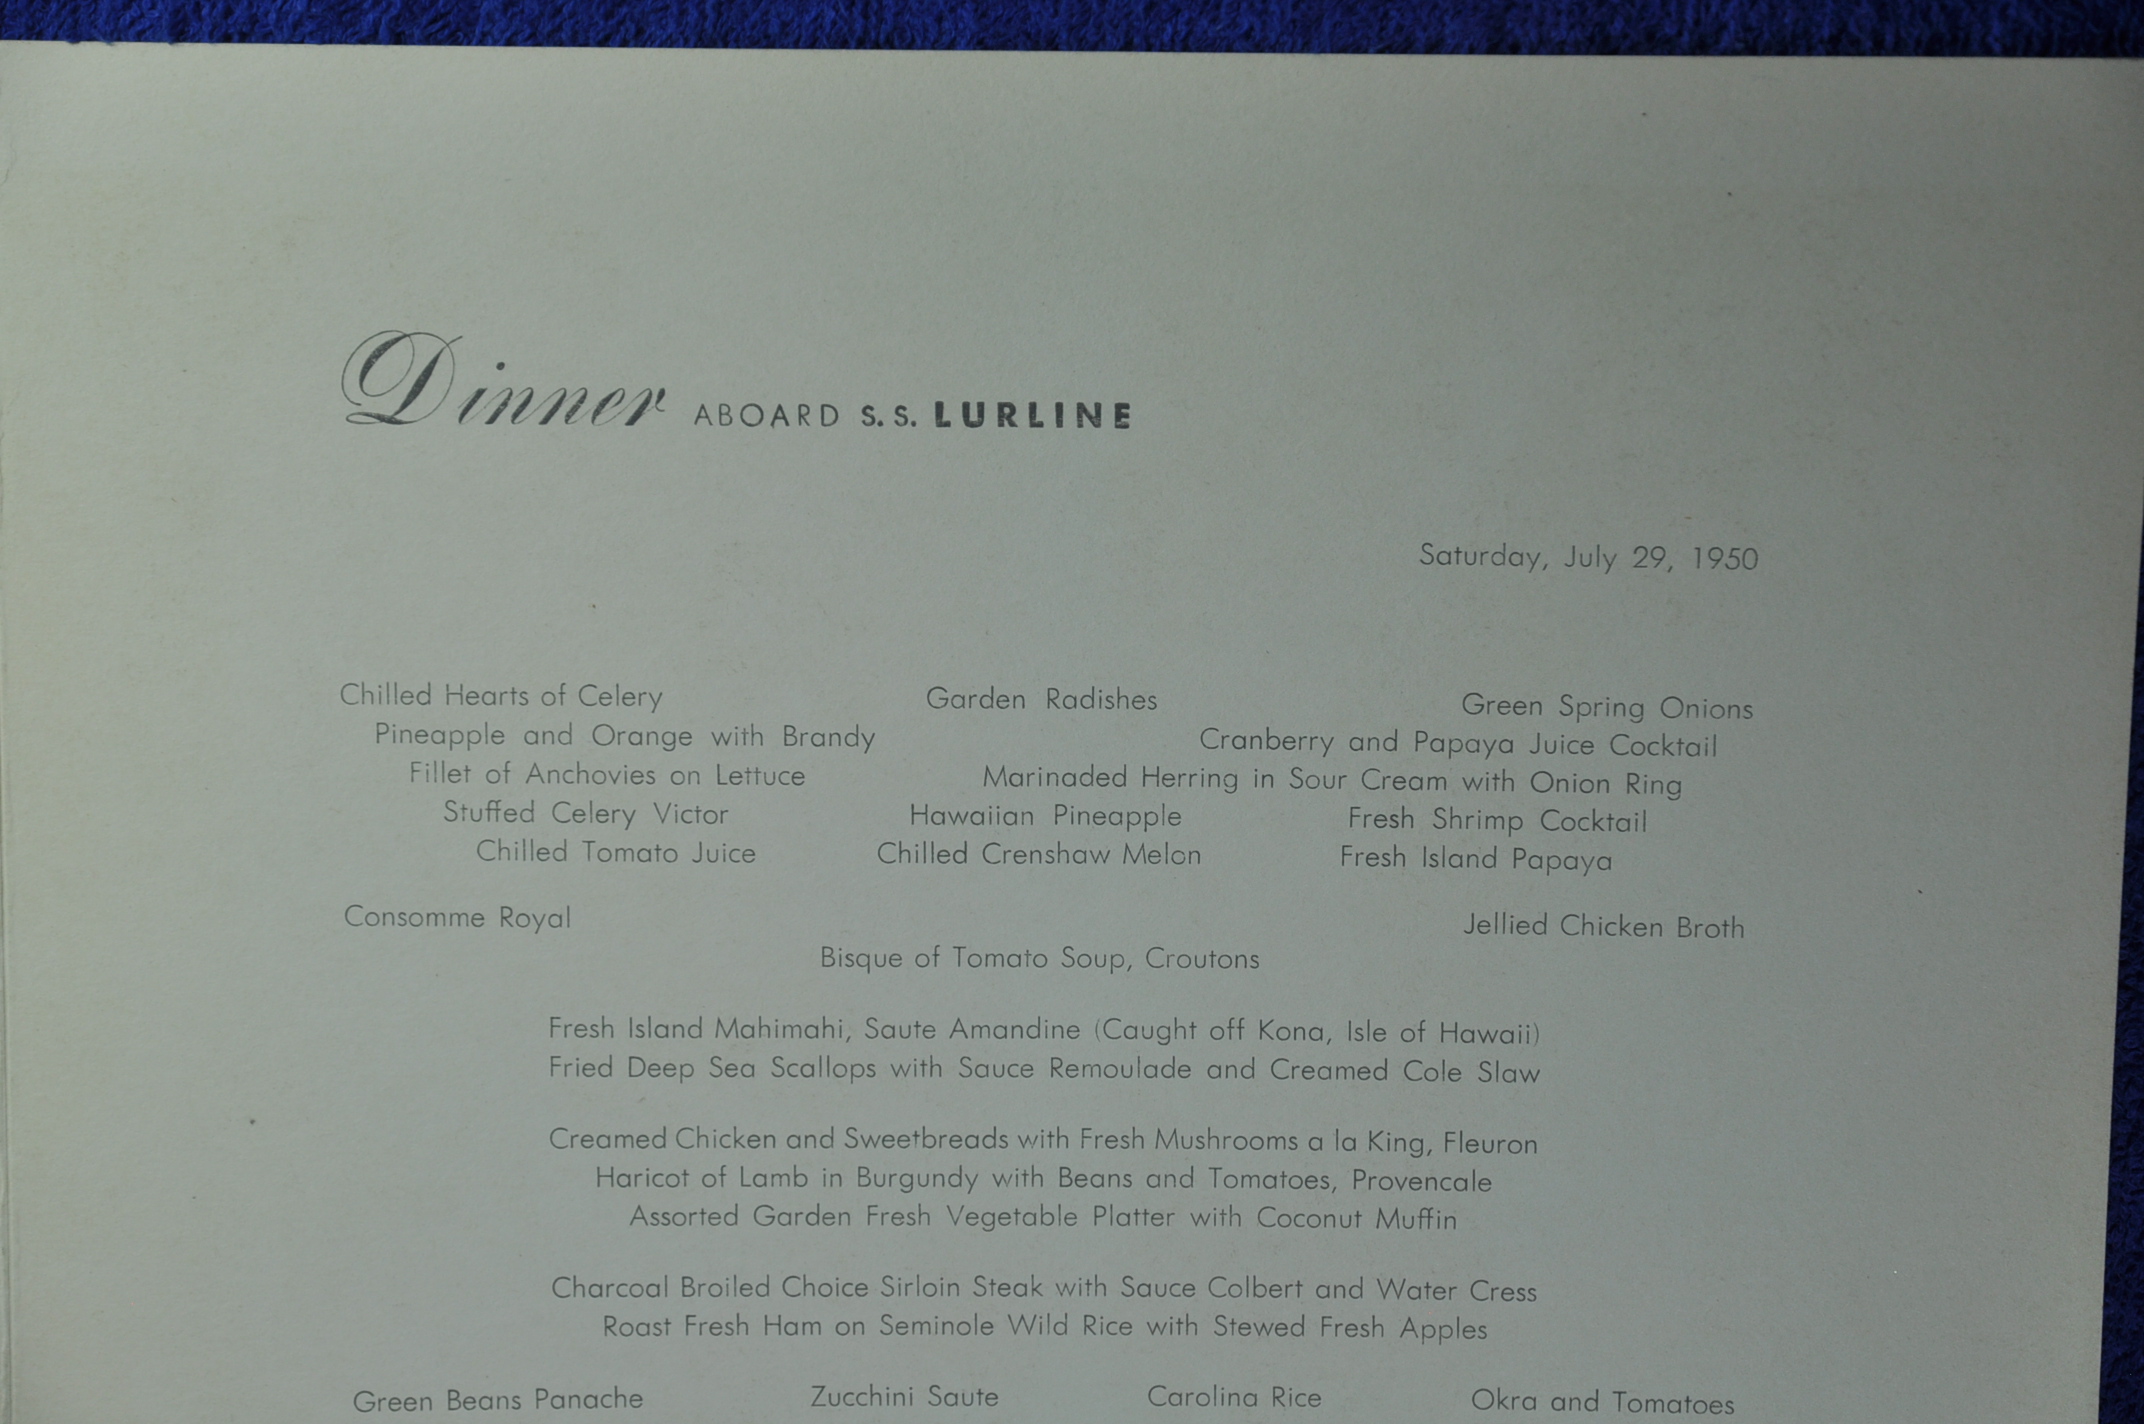 Dinner ABOARD S.S. LURLINE
Saturday, July 29, 1950
Chilled Hearts of Celery Garden Radishes Green Spring Onions
Pineapple and Orange with Brandy Cranberry and Papaya Juice Cocktail
Fillet of Anchovies on Lettuce Marinaded Herring in Sour Cream with Onion Ring
Stuffed Celery Victor Hawaiian Pineapple Fresh Shrimp Cocktail
Chilled Tomato Juice Chilled Crenshaw Melon Fresh Island Papaya
Consomme Royal Jellied Chicken Broth
Bisque of Tomato Soup, Croutons
Fresh Island Mahimahi, Saute Amandine (Caught off Kona, Isle of Hawaii)
Fried Deep Sea Scallops with Sauce Remoulade and Creamed Cole Slaw
Creamed Chicken and Sweetbreads with Fresh Mushrooms a la King, Fleuron
Haricot of Lamb in Burgundy with Beans and Tomatoes, Provencale
Assorted Garden Fresh Vegetable Platter with Coconut Muffin
Charcoal Broiled Choice Sirloin Steak with Sauce Colbert and Water Cress
Roast Fresh Ham on Seminole Wild Rice with Stewed Fresh Apples
Green Beans Panache Zucchini Saute Carolina Rice Okra and Tomatoes